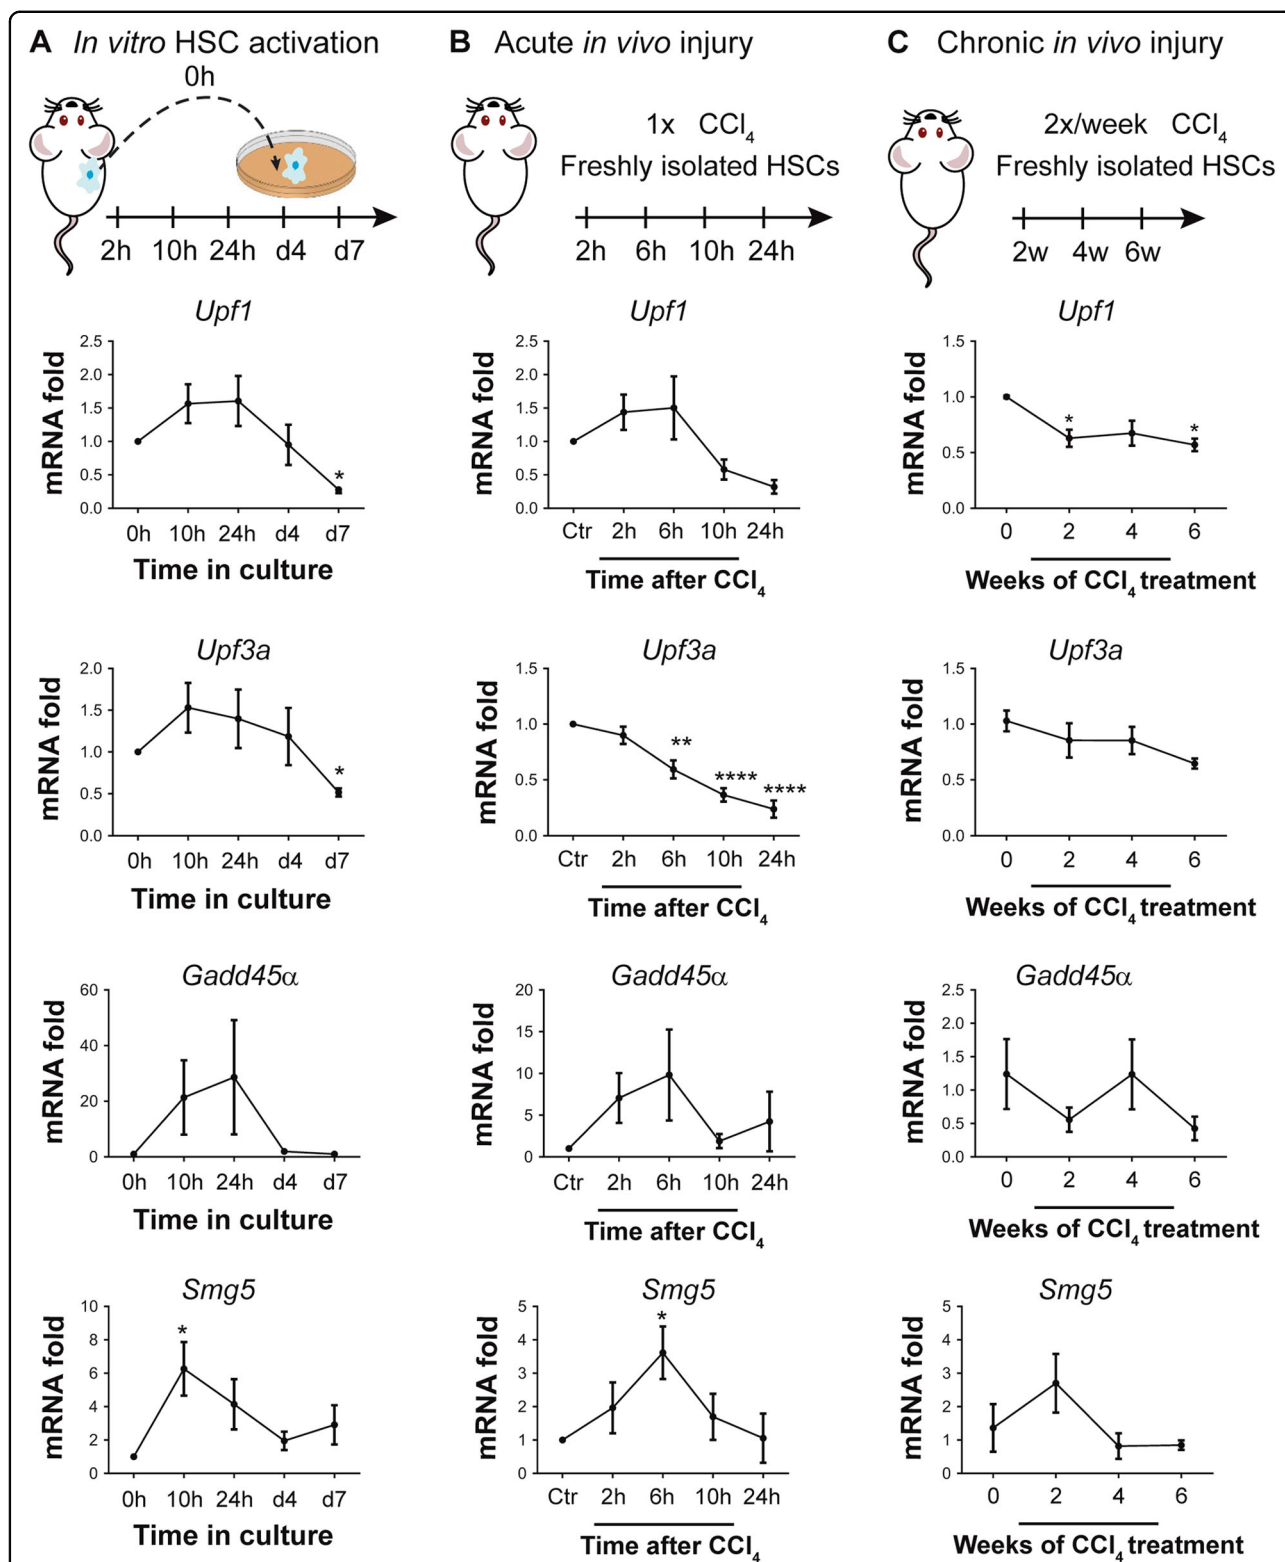 A In vitro HSC activation
0h
2h 10h 24h d4 d7
B Acute in vivo injury
1x CCl4
Freshly isolated HSCs
2h 6h 10h 24h
C Chronic in vivo injury
2x/week CCl4
Freshly isolated HSCs
2w 4w 6w
Upf1
mRNA fold
2.5
2.0
1.5
1.0
0.5
0.0
*
0h 10h 24h d4 d7
Time in culture
Upf1
mRNA fold
2.5
2.0
1.5
1.0
0.5
0.0
Ctr 2h 6h 10h 24h
Time after CCl4
Upf1
mRNA fold
1.5
1.0
0.5
0.0
* *
0 2 4 6
Weeks of CCl4 treatment
Upf3a
mRNA fold
2.0
1.5
1.0
0.5
0.0
*
0h 10h 24h d4 d7
Time in culture
Upf3a
mRNA fold
1.5
1.0
0.5
0.0
** **** ****
Ctr 2h 6h 10h 24h
Time after CCl4
Upf3a
mRNA fold
1.5
1.0
0.5
0.0
0 2 4 6
Weeks of CCl4 treatment
Gadd45α
mRNA fold
60
40
20
0
0h 10h 24h d4 d7
Time in culture
Gadd45α
mRNA fold
20
15
10
5
0
Ctr 2h 6h 10h 24h
Time after CCl4
Gadd45α
mRNA fold
2.5
2.0
1.5
1.0
0.5
0.0
0 2 4 6
Weeks of CCl4 treatment
Smg5
mRNA fold
10
8
6
4
2
0
*
0h 10h 24h d4 d7
Time in culture
Smg5
mRNA fold
5
4
3
2
1
0
*
Ctr 2h 6h 10h 24h
Time after CCl4
Smg5
mRNA fold
5
4
3
2
1
0
0 2 4 6
Weeks of CCl4 treatment